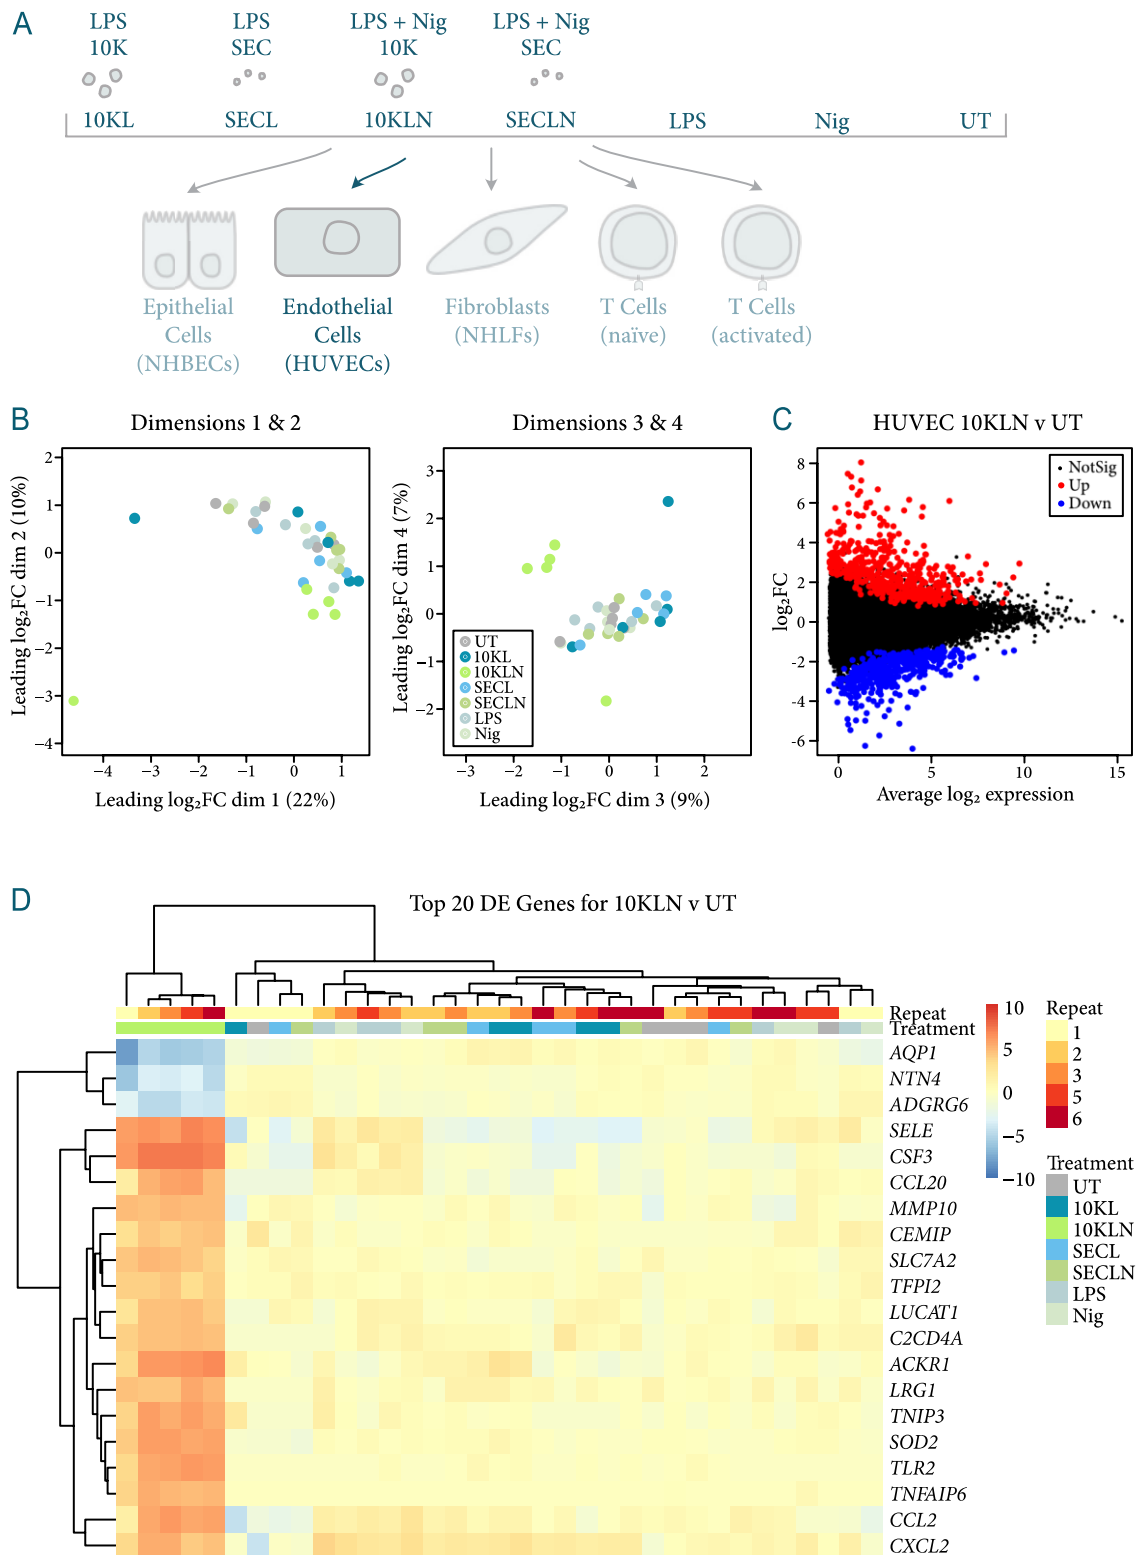 A
LPS
10K
LPS
SEC
LPS + Nig
10K
LPS + Nig
SEC
10KL
SECL
10KLN
SECLN
LPS
Nig
UT
Epithelial
Cells
(NHBECs)
Endothelial
Cells
(HUVECs)
Fibroblasts
(NHLFs)
T Cells
(naïve)
T Cells
(activated)
B
Dimensions 1 & 2
Leading log₂FC dim 2 (10%)
2
1
0
−1
−2
−3
−4
−4
−3
−2
−1
0
1
Leading log₂FC dim 1 (22%)
Dimensions 3 & 4
Leading log₂FC dim 4 (7%)
3
2
1
0
−1
−2
UT
10KL
10KLN
SECL
SECLN
LPS
Nig
−3
−2
−1
0
1
2
Leading log₂FC dim 3 (9%)
C
HUVEC 10KLN v UT
NotSig
Up
Down
log₂FC
8
6
4
2
0
-2
-4
-6
0
5
10
15
Average log₂ expression
D
Top 20 DE Genes for 10KLN v UT
Repeat
Treatment
AQP1
NTN4
ADGRG6
SELE
CSF3
CCL20
MMP10
CEMIP
SLC7A2
TFPI2
LUCAT1
C2CD4A
ACKR1
LRG1
TNIP3
SOD2
TLR2
TNFAIP6
CCL2
CXCL2
10
5
0
−5
−10
Repeat
1
2
3
5
6
Treatment
UT
10KL
10KLN
SECL
SECLN
LPS
Nig